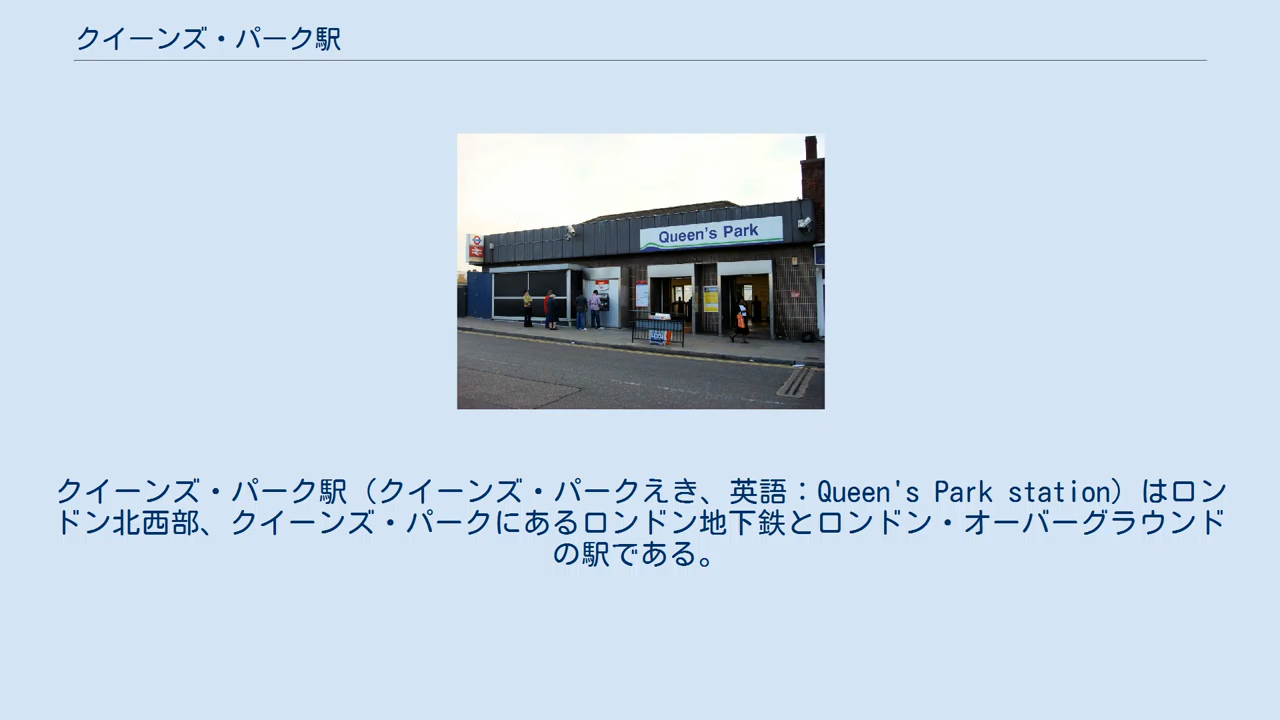 クイーンズ・パーク駅
Queen's Park
クイーンズ・パーク駅（クイーンズ・パークえき、英語：Queen's Park station）はロン
ドン北西部、クイーンズ・パークにあるロンドン地下鉄とロンドン・オーバーグラウンド
の駅である。